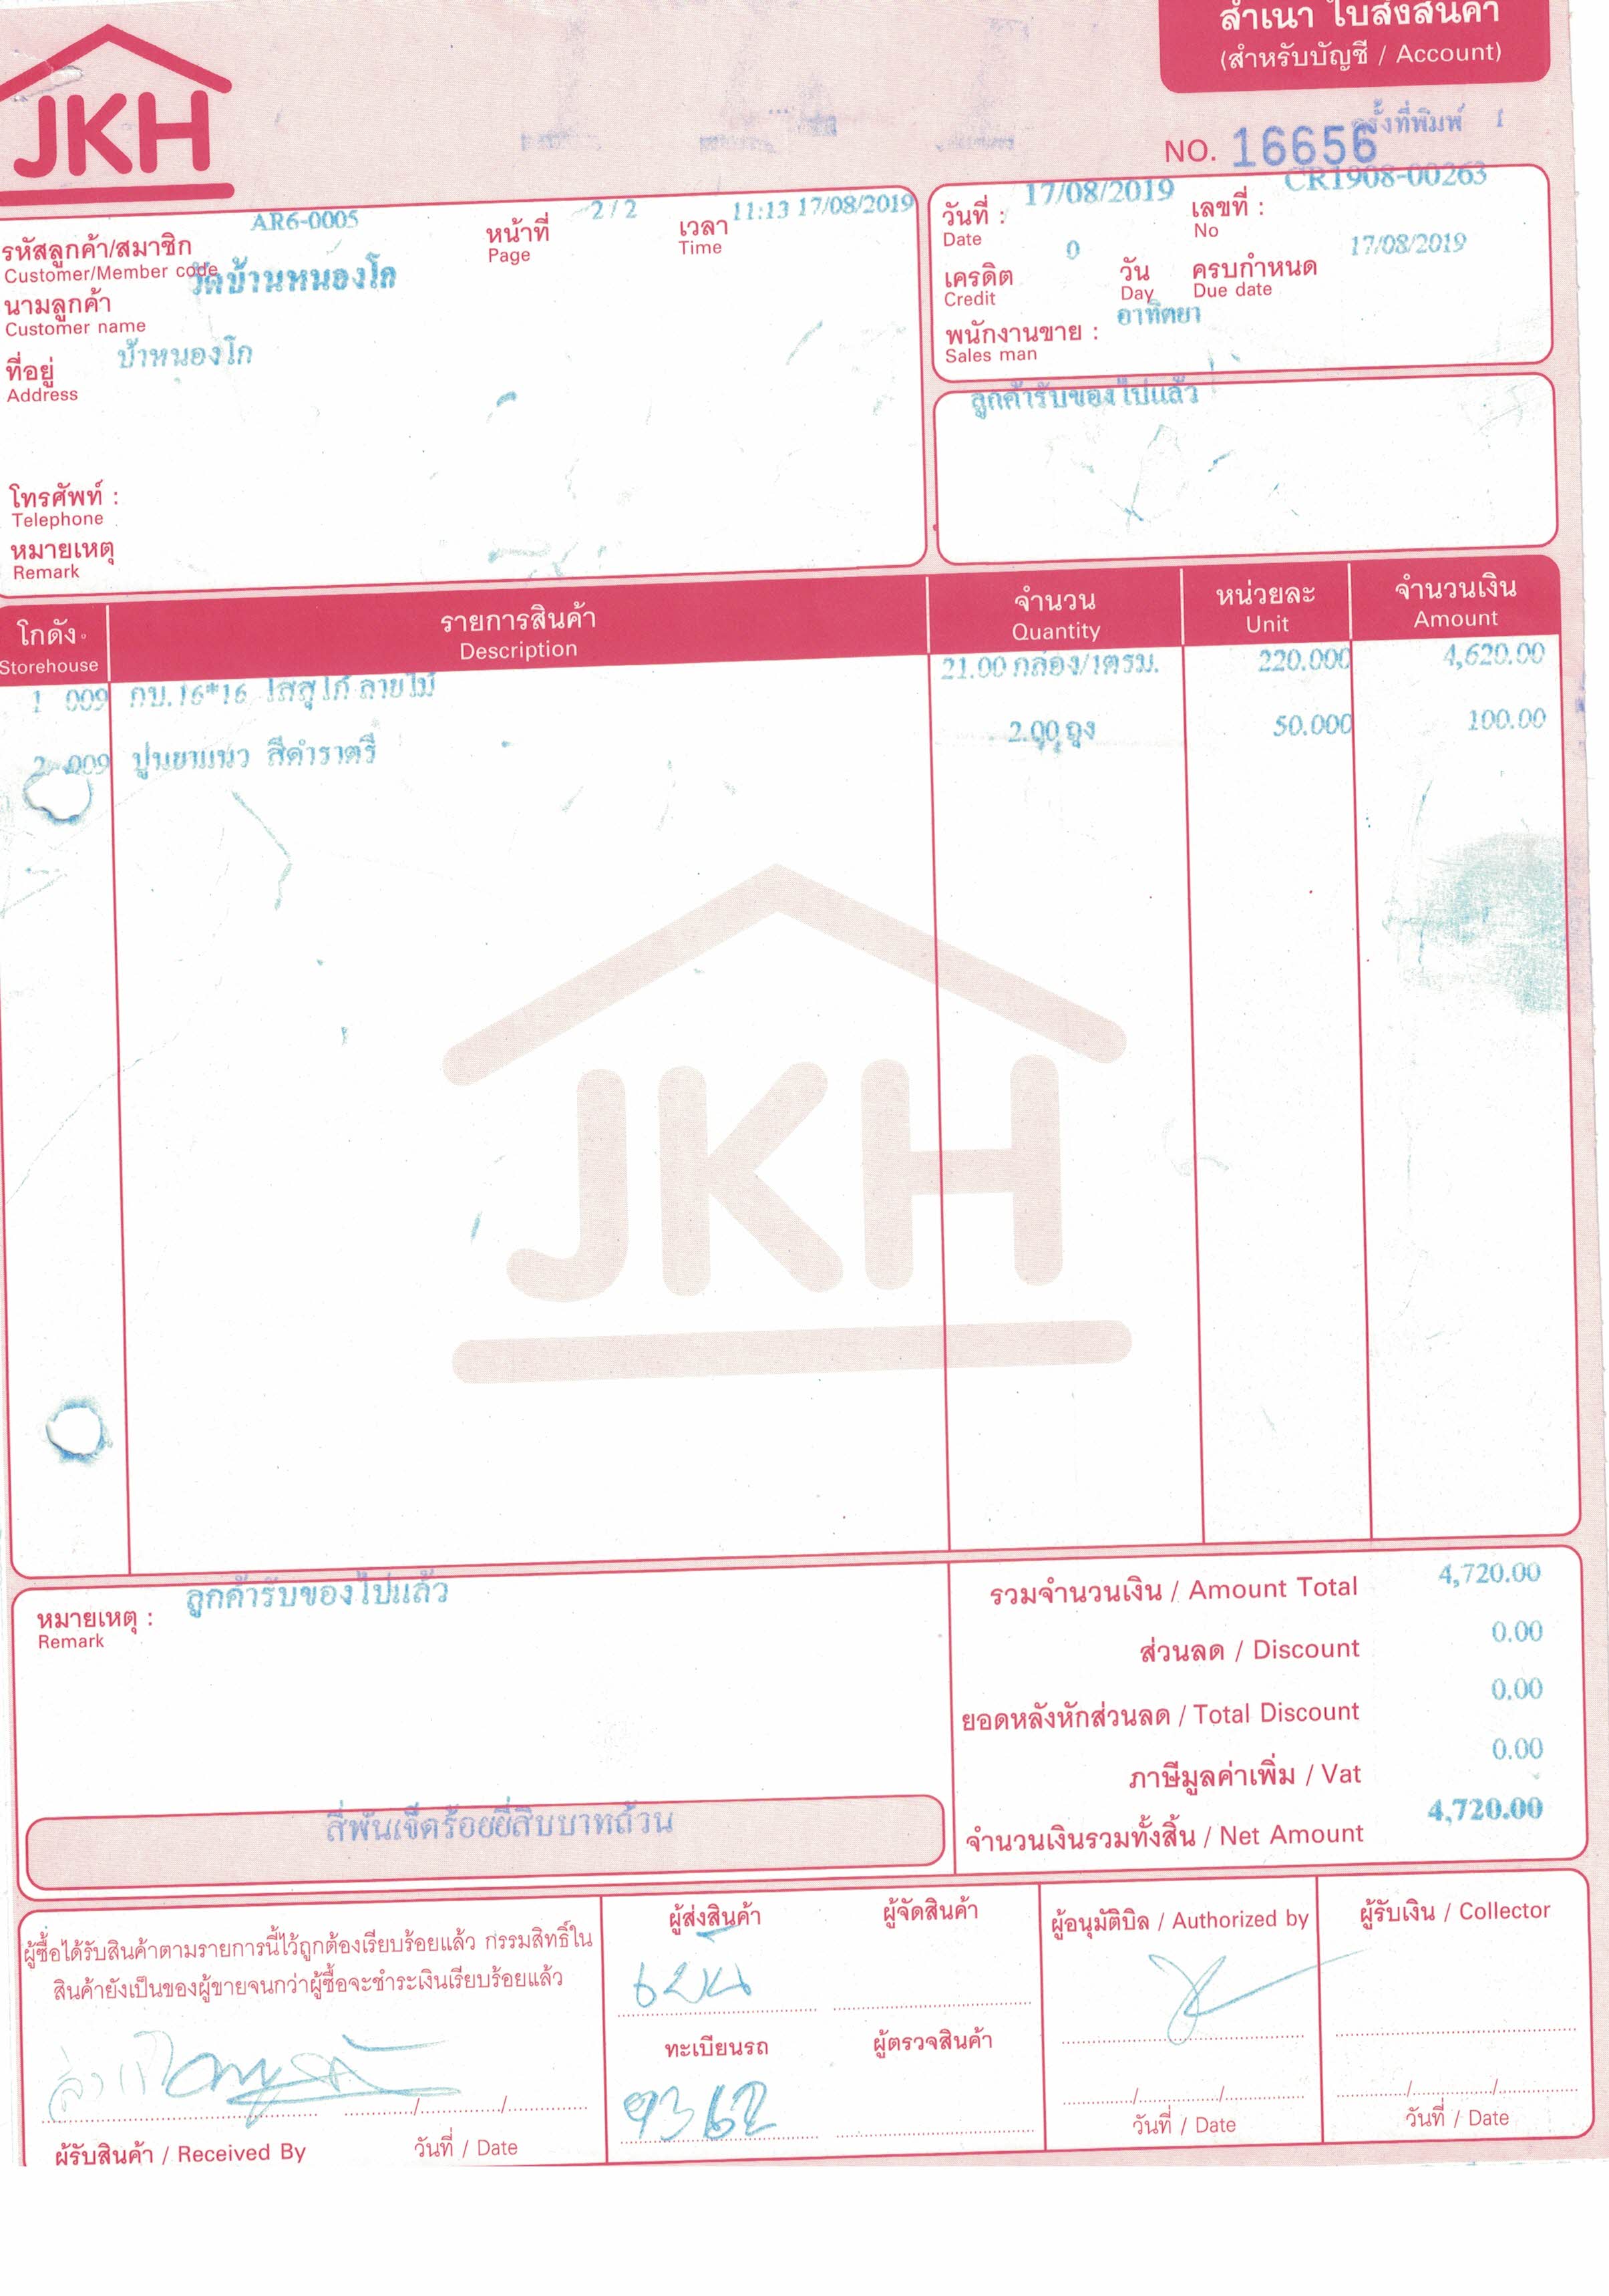 สำเนา ใบส่งสินค้า
(สำหรับบัญชี / Account)
JKH
ครั้งที่พิมพ์ 1
NO. 16656
รหัสลูกค้า/สมาชิก AR6-0005 หน้าที่ 2 / 2 เวลา 11:13 17/08/2019
Customer/Member code Page Time
นามลูกค้า วัดบ้านหนองโก
Customer name
ที่อยู่ บ้าหนองโก
Address
โทรศัพท์ :
Telephone
หมายเหตุ
Remark
วันที่ : 17/08/2019 เลขที่ : CR1908-00263
Date No
เครดิต 0 วัน ครบกำหนด 17/08/2019
Credit Day Due date
พนักงานขาย : อาทิตยา
Sales man
ลูกค้ารับของไปแล้ว
โกดัง รายการสินค้า จำนวน หน่วยละ จำนวนเงิน
Storehouse Description Quantity Unit Amount
1 009 กบ.16*16 โสสุโก้ ลายไม้ 21.00 กล่อง/1ตรม. 220.000 4,620.00
2 009 ปูนยาแนว สีดำราตรี 2.00 ถุง 50.000 100.00
JKH
หมายเหตุ : ลูกค้ารับของไปแล้ว
Remark
รวมจำนวนเงิน / Amount Total 4,720.00
ส่วนลด / Discount 0.00
ยอดหลังหักส่วนลด / Total Discount 0.00
ภาษีมูลค่าเพิ่ม / Vat 0.00
จำนวนเงินรวมทั้งสิ้น / Net Amount 4,720.00
สี่พันเจ็ดร้อยยี่สิบบาทถ้วน
ผู้ซื้อได้รับสินค้าตามรายการนี้ไว้ถูกต้องเรียบร้อยแล้ว กรรมสิทธิ์ใน
สินค้ายังเป็นของผู้ขายจนกว่าผู้ซื้อจะชำระเงินเรียบร้อยแล้ว
ผู้รับสินค้า / Received By วันที่ / Date
ผู้ส่งสินค้า ผู้จัดสินค้า
ทะเบียนรถ ผู้ตรวจสินค้า
9362
ผู้อนุมัติบิล / Authorized by
วันที่ / Date
ผู้รับเงิน / Collector
วันที่ / Date